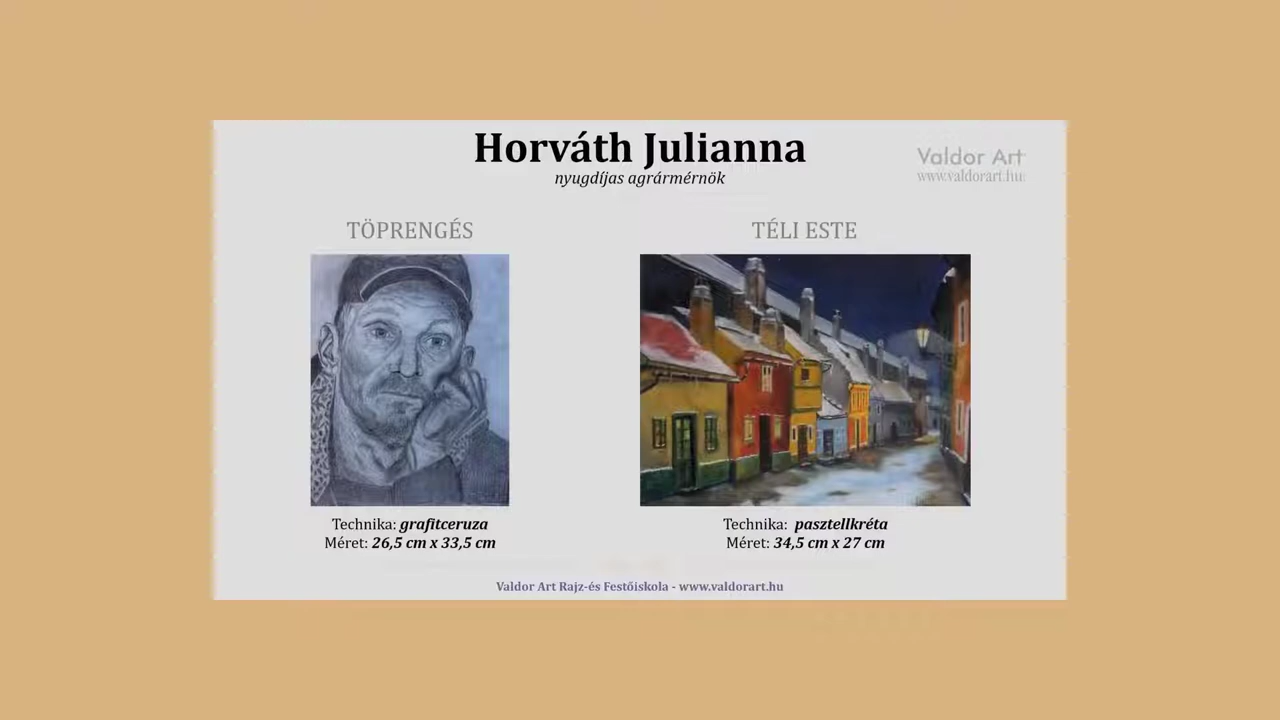 Horváth Julianna
nyugdíjas agrármérnök
Valdor Art
www.valdorart.hu
TÖPRENGÉS
TÉLI ESTE
Technika: grafitceruza
Méret: 26,5 cm x 33,5 cm
Technika: pasztellkréta
Méret: 34,5 cm x 27 cm
Valdor Art Rajz-és Festőiskola - www.valdorart.hu